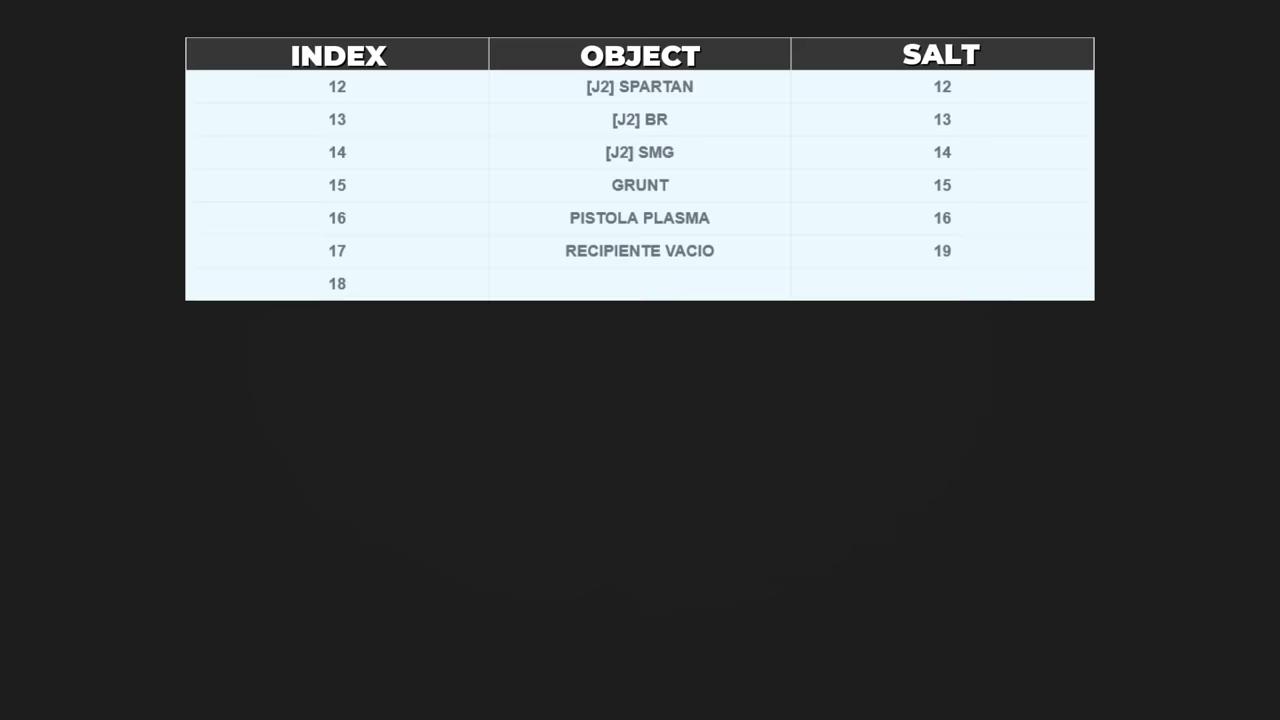 INDEX OBJECT SALT
12 [J2] SPARTAN 12
13 [J2] BR 13
14 [J2] SMG 14
15 GRUNT 15
16 PISTOLA PLASMA 16
17 RECIPIENTE VACIO 19
18